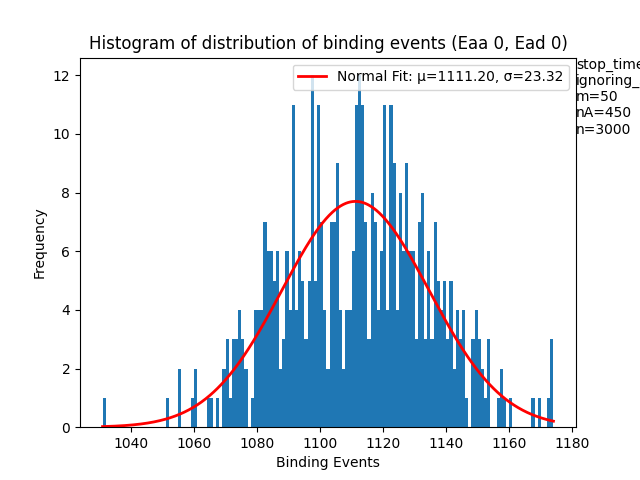 Histogram of distribution of binding events (Eaa 0, Ead 0)
Normal Fit: μ=1111.20, σ=23.32
stop_time
ignoring_
m=50
nA=450
n=3000
Frequency
12
10
8
6
4
2
0
1040 1060 1080 1100 1120 1140 1160 1180
Binding Events